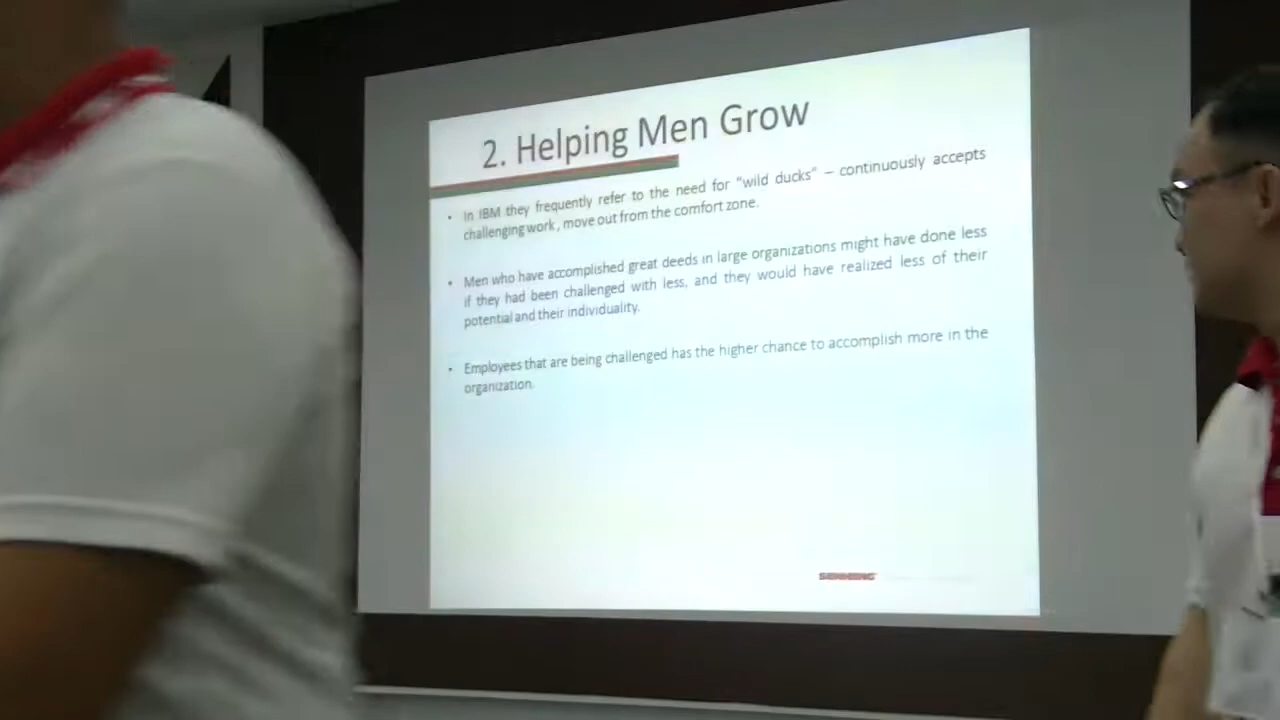 2. Helping Men Grow
• In IBM they frequently refer to the need for "wild ducks" – continuously accepts
challenging work, move out from the comfort zone.
• Men who have accomplished great deeds in large organizations might have done less
if they had been challenged with less, and they would have realized less of their
potential and their individuality.
• Employees that are being challenged has the higher chance to accomplish more in the
organization.